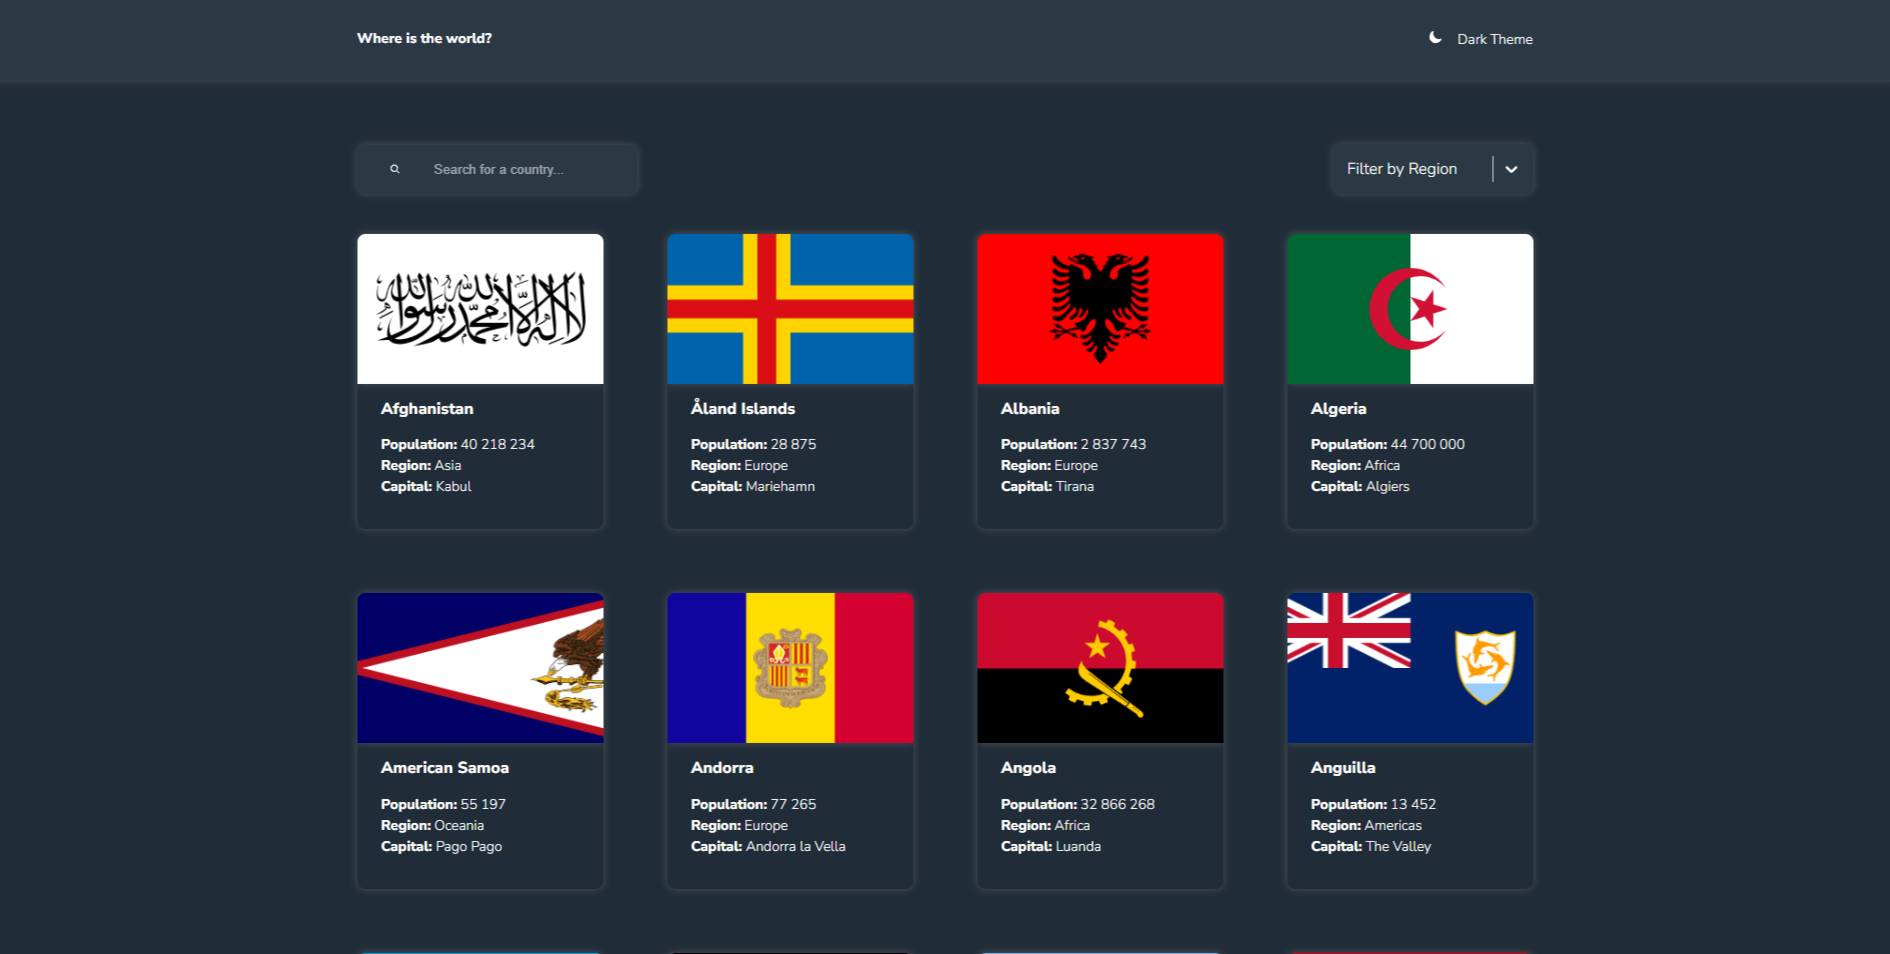 Where is the world?
Dark Theme
Search for a country...
Filter by Region
لا إله إلا الله محمد رسول الله
Afghanistan
Population: 40 218 234
Region: Asia
Capital: Kabul
Åland Islands
Population: 28 875
Region: Europe
Capital: Mariehamn
Albania
Population: 2 837 743
Region: Europe
Capital: Tirana
Algeria
Population: 44 700 000
Region: Africa
Capital: Algiers
American Samoa
Population: 55 197
Region: Oceania
Capital: Pago Pago
Andorra
Population: 77 265
Region: Europe
Capital: Andorra la Vella
Angola
Population: 32 866 268
Region: Africa
Capital: Luanda
Anguilla
Population: 13 452
Region: Americas
Capital: The Valley